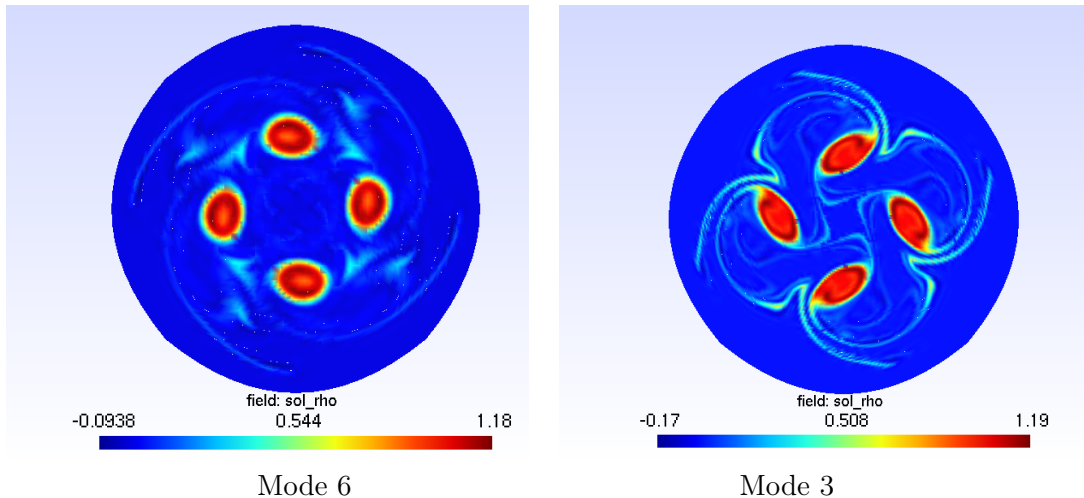 field: sol_rho
-0.0938 0.544 1.18
field: sol_rho
-0.17 0.508 1.19
Mode 6
Mode 3